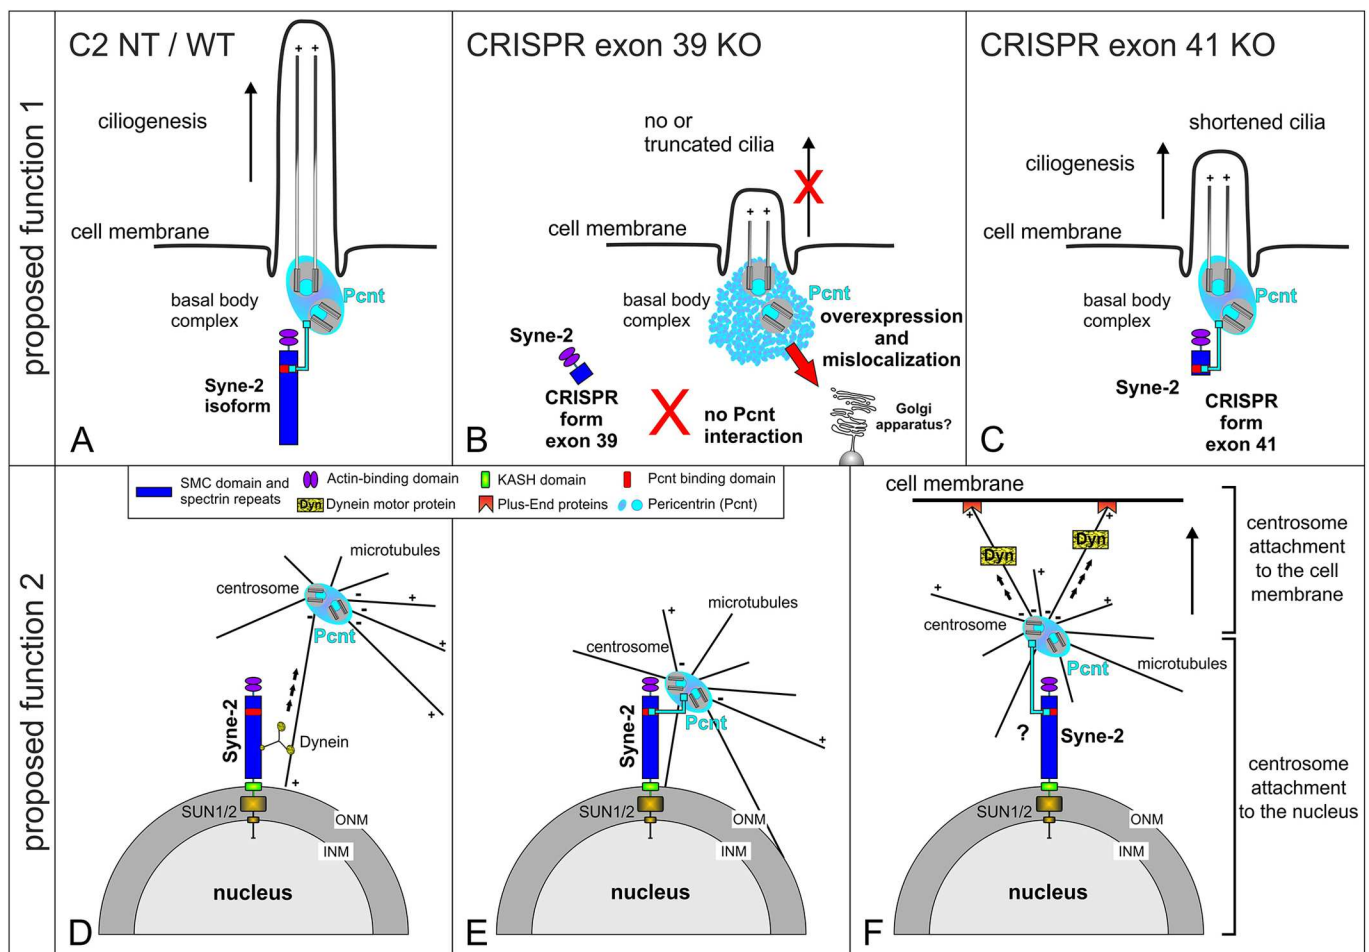 proposed function 1
C2 NT / WT
+ +
ciliogenesis
cell membrane
Pcnt
basal body
complex
Syne-2
isoform
A
CRISPR exon 39 KO
no or
truncated cilia
X
+ +
cell membrane
basal body
complex
Pcnt
overexpression
and
mislocalization
Syne-2
CRISPR
form
exon 39
X
no Pcnt
interaction
Golgi
apparatus?
B
CRISPR exon 41 KO
shortened cilia
ciliogenesis
+ +
cell membrane
basal body
complex
Pcnt
Syne-2
CRISPR
form
exon 41
C
SMC domain and
spectrin repeats
Actin-binding domain
KASH domain
Pcnt binding domain
Dyn
Dynein motor protein
Plus-End proteins
Pericentrin (Pcnt)
proposed function 2
microtubules
centrosome
-
-
-
-
+
+
+
Pcnt
Syne-2
Dynein
+
SUN1/2
ONM
INM
nucleus
D
+
microtubules
centrosome
-
-
+
Pcnt
Syne-2
SUN1/2
ONM
INM
nucleus
E
cell membrane
+
+
Dyn
Dyn
+
+
- - - -
centrosome
Pcnt
microtubules
?
Syne-2
SUN1/2
ONM
INM
nucleus
F
centrosome
attachment
to the cell
membrane
centrosome
attachment
to the nucleus